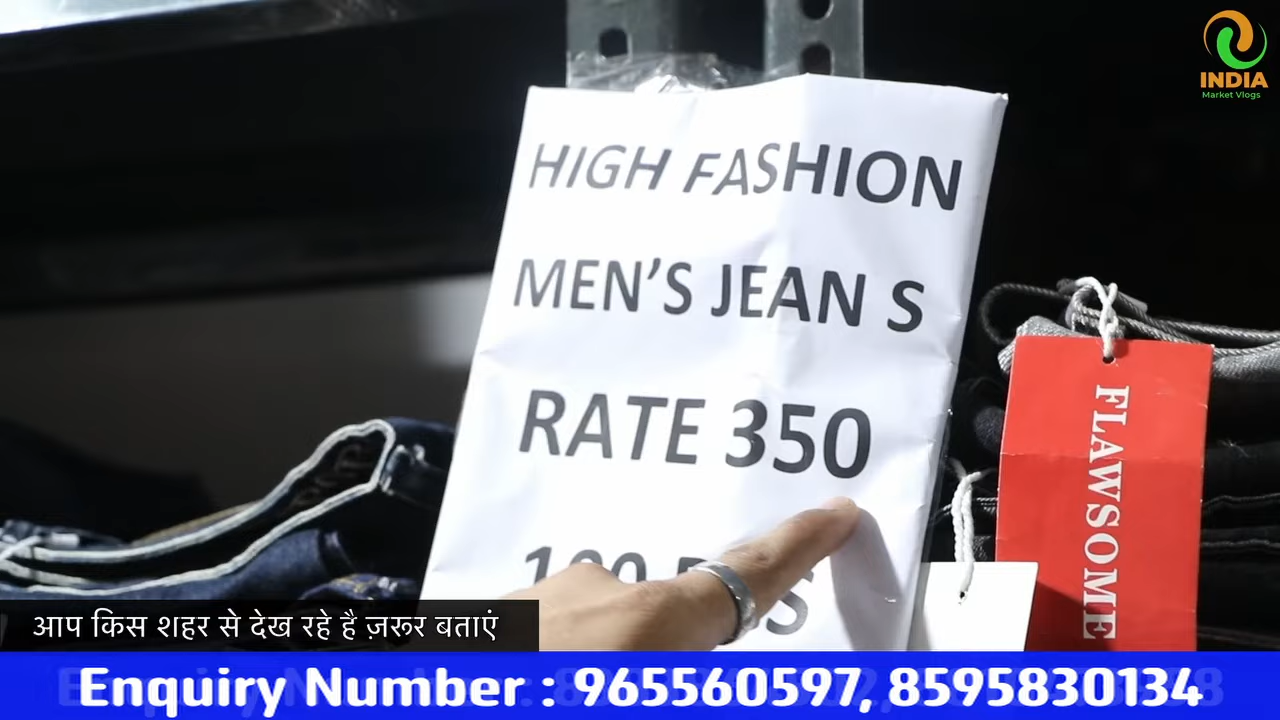 INDIA
Market Vlogs
HIGH FASHION
MEN'S JEAN S
RATE 350
FLAWSOME
आप किस शहर से देख रहे है ज़रूर बताएं
Enquiry Number : 965560597, 8595830134